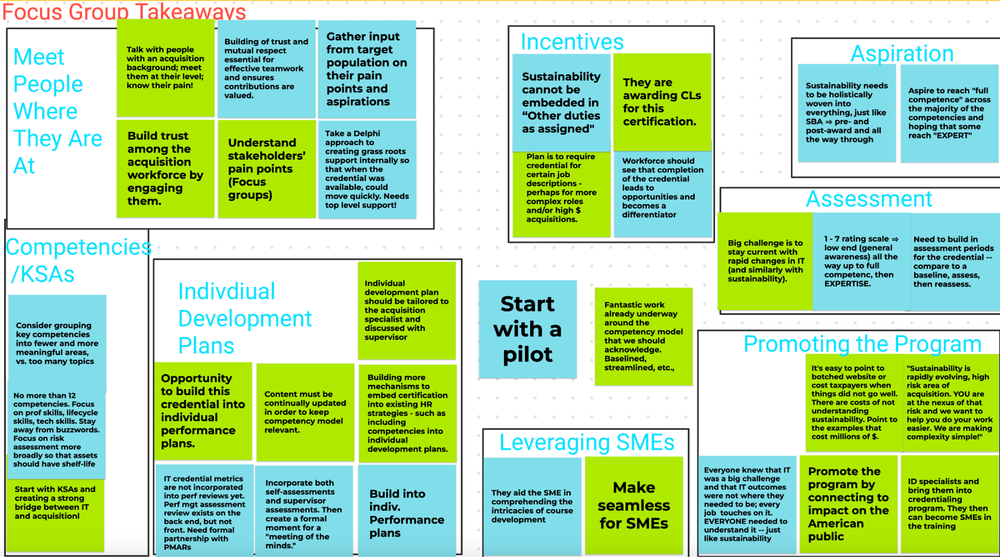 Focus Group Takeaways
Meet
People
Where
They Are
At
Talk with people
with an acquisition
background; meet
them at their level;
know their pain!
Building of trust and
mutual respect
essential for
effective teamwork
and ensures
contributions are
valued.
Gather input
from target
population on
their pain
points and
aspirations
Build trust
among the
acquisition
workforce by
engaging
them.
Understand
stakeholders’
pain points
(Focus
groups)
Take a Delphi
approach to
creating grass roots
support internally so
that when the
credential was
available, could
move quickly. Needs
top level support!
Incentives
Sustainability
cannot be
embedded in
“Other duties
as assigned"
They are
awarding CLs
for this
certification.
Plan is to require
credential for
certain job
descriptions -
perhaps for more
complex roles
and/or high $
acquisitions.
Workforce should
see that completion
of the credential
leads to
opportunities and
becomes a
differentiator
Aspiration
Sustainability needs
to be holistically
woven into
everything, just like
SBA ⇒ pre- and
post-award and all
the way through
Aspire to reach "full
competence" across
the majority of the
competencies and
hoping that some
reach "EXPERT"
Assessment
Big challenge is to
stay current with
rapid changes in IT
(and similarly with
sustainability).
1 - 7 rating scale ⇒
low end (general
awareness) all the
way up to full
competenc, then
EXPERTISE.
Need to build in
assessment periods
for the credential --
compare to a
baseline, assess,
then reassess.
Competencies
/KSAs
Consider grouping
key competencies
into fewer and more
meaningful areas,
vs. too many topics
No more than 12
competencies. Focus
on prof skills, lifecycle
skills, tech skills. Stay
away from buzzwords.
Focus on risk
assessment more
broadly so that assets
should have shelf-life
Start with KSAs and
creating a strong
bridge between IT
and acquisitionl
Indivdiual
Development
Plans
Individual
development plan
should be tailored to
the acquisition
specialist and
discussed with
supervisor
Opportunity
to build this
credential into
individual
performance
plans.
Content must be
continually updated
in order to keep
competency model
relevant.
Building more
mechanisms to
embed certification
into existing HR
strategies - such as
including
competencies into
individual
development plans.
IT credential metrics
are not incorporated
into perf reviews yet.
Perf mgt assessment
review exists on the
back end, but not
front. Need formal
partnership with
PMARs
Incorporate both
self-assessments
and supervisor
assessments. Then
create a formal
moment for a
"meeting of the
minds."
Build into
indiv.
Performance
plans
Start
with a
pilot
Fantastic work
already underway
around the
competency model
that we should
acknowledge.
Baselined,
streamlined, etc.,
Leveraging SMEs
They aid the SME in
comprehending the
intricacies of course
development
Make
seamless
for SMEs
Promoting the Program
It's easy to point to
botched website or
cost taxpayers when
things did not go well.
There are costs of not
understanding
sustainability. Point to
the examples that
cost millions of $.
"Sustainability is
rapidly evolving, high
risk area of
acquisition. YOU are
at the nexus of that
risk and we want to
help you do your work
easier. We are making
complexity simple!"
Everyone knew that IT
was a big challenge
and that IT outcomes
were not where they
needed to be; every
job touches on it.
EVERYONE needed to
understand it -- just
like sustainability
Promote the
program by
connecting to
impact on the
American
public
ID specialists and
bring them into
credentialing
program. They then
can become SMEs in
the training